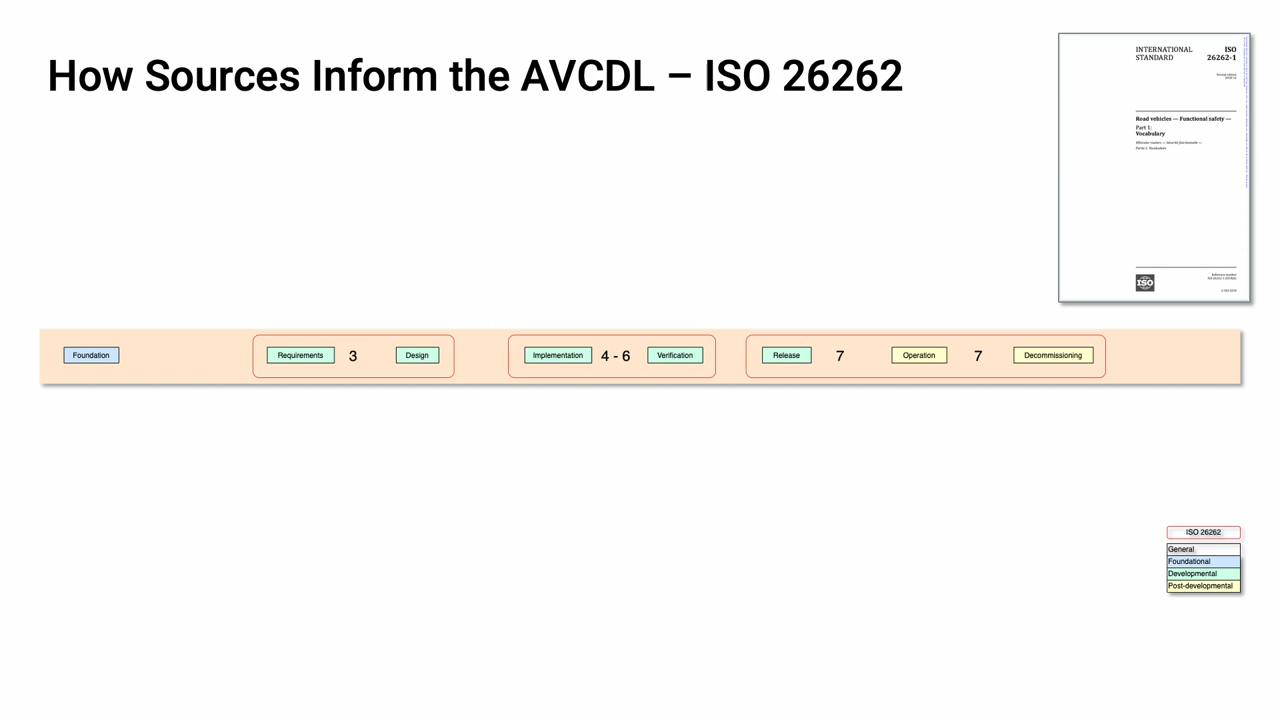 How Sources Inform the AVCDL – ISO 26262
INTERNATIONAL STANDARD
ISO 26262-1
Road vehicles — Functional safety —
Part 1:
Vocabulary
ISO
Foundation
Requirements
3
Design
Implementation
4 - 6
Verification
Release
7
Operation
7
Decommissioning
ISO 26262
General
Foundational
Developmental
Post-developmental